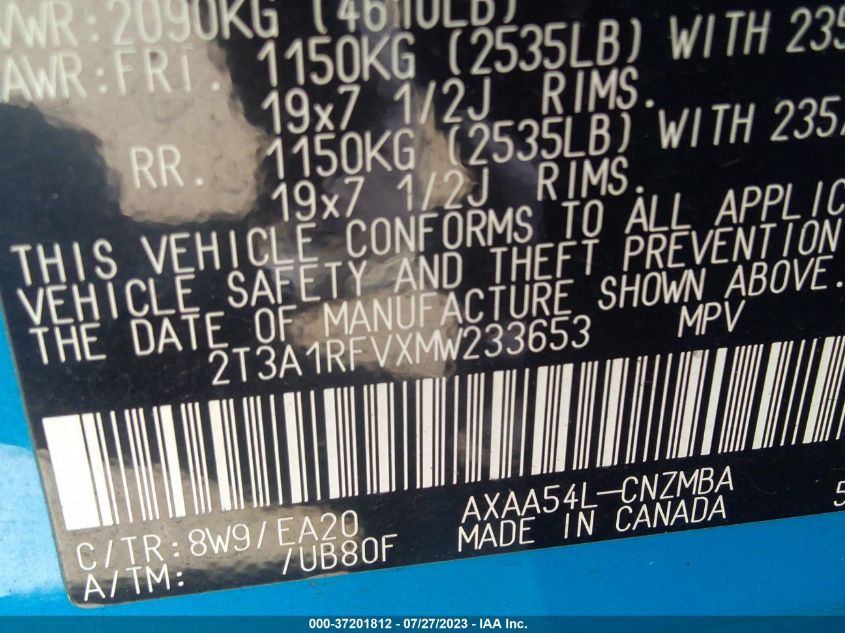 VWR:2090KG (4610LB)
AWR:FRT. 1150KG (2535LB) WITH 235
19x7 1/2J RIMS.
RR. 1150KG (2535LB) WITH 235
19x7 1/2J RIMS.
THIS VEHICLE CONFORMS TO ALL APPLIC
VEHICLE SAFETY AND THEFT PREVENTION
THE DATE OF MANUFACTURE SHOWN ABOVE.
2T3A1RFVXMW233653 MPV
AXAA54L-CNZMBA 5
C/TR:8W9/EA20 MADE IN CANADA
A/TM: /UB80F
000-37201812 - 07/27/2023 - IAA Inc.